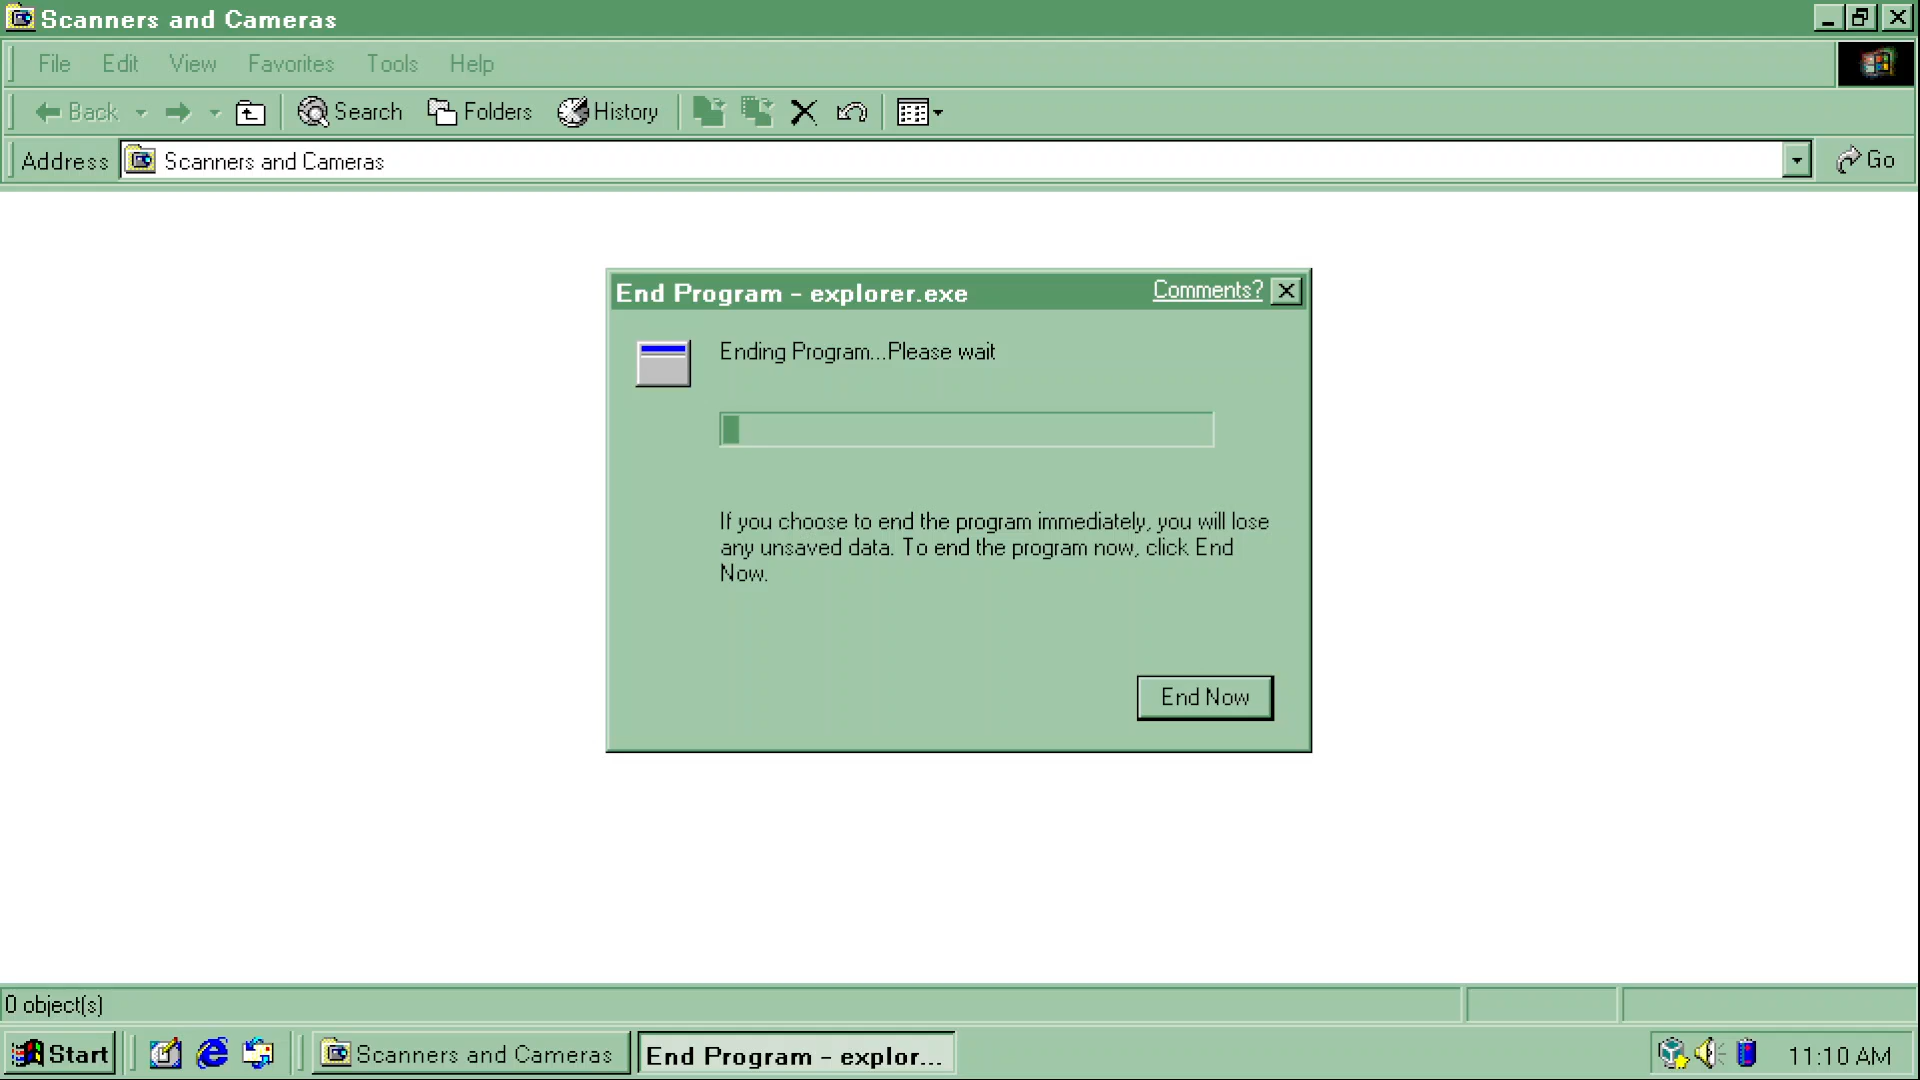 Scanners and Cameras
File Edit View Favorites Tools Help
Back Search Folders History
Address Scanners and Cameras Go
End Program - explorer.exe Comments?
Ending Program...Please wait
If you choose to end the program immediately, you will lose
any unsaved data. To end the program now, click End
Now.
End Now
0 object(s)
Start Scanners and Cameras End Program - explor... 11:10 AM